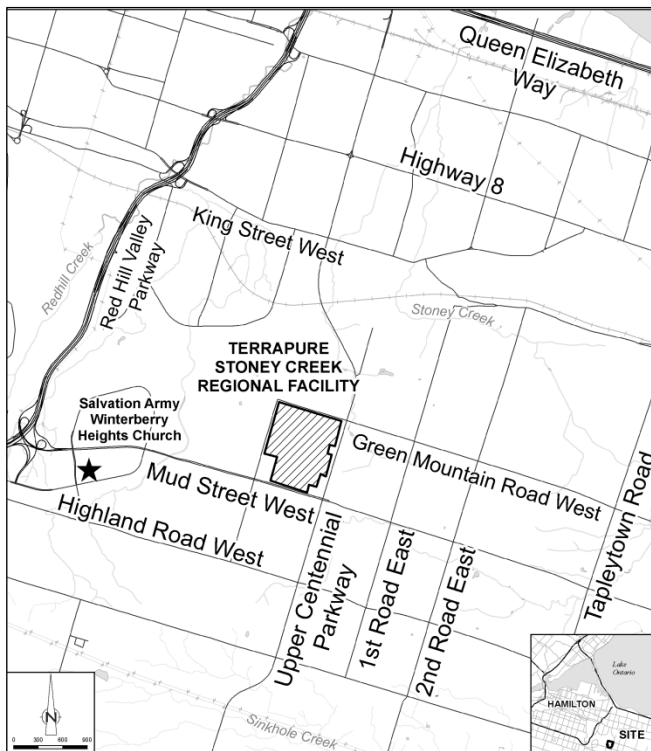 Queen Elizabeth
Way
Highway 8
King Street West
Red Hill Valley
Parkway
Redhill Creek
Stoney Creek
TERRAPURE
STONEY CREEK
REGIONAL FACILITY
Salvation Army
Winterberry
Heights Church
Green Mountain Road West
Mud Street West
Highland Road West
Upper Centennial
Parkway
1st Road East
2nd Road East
Tapleytown Road
Sinkhole Creek
N
0 300 600 900
Lake
Ontario
HAMILTON
SITE